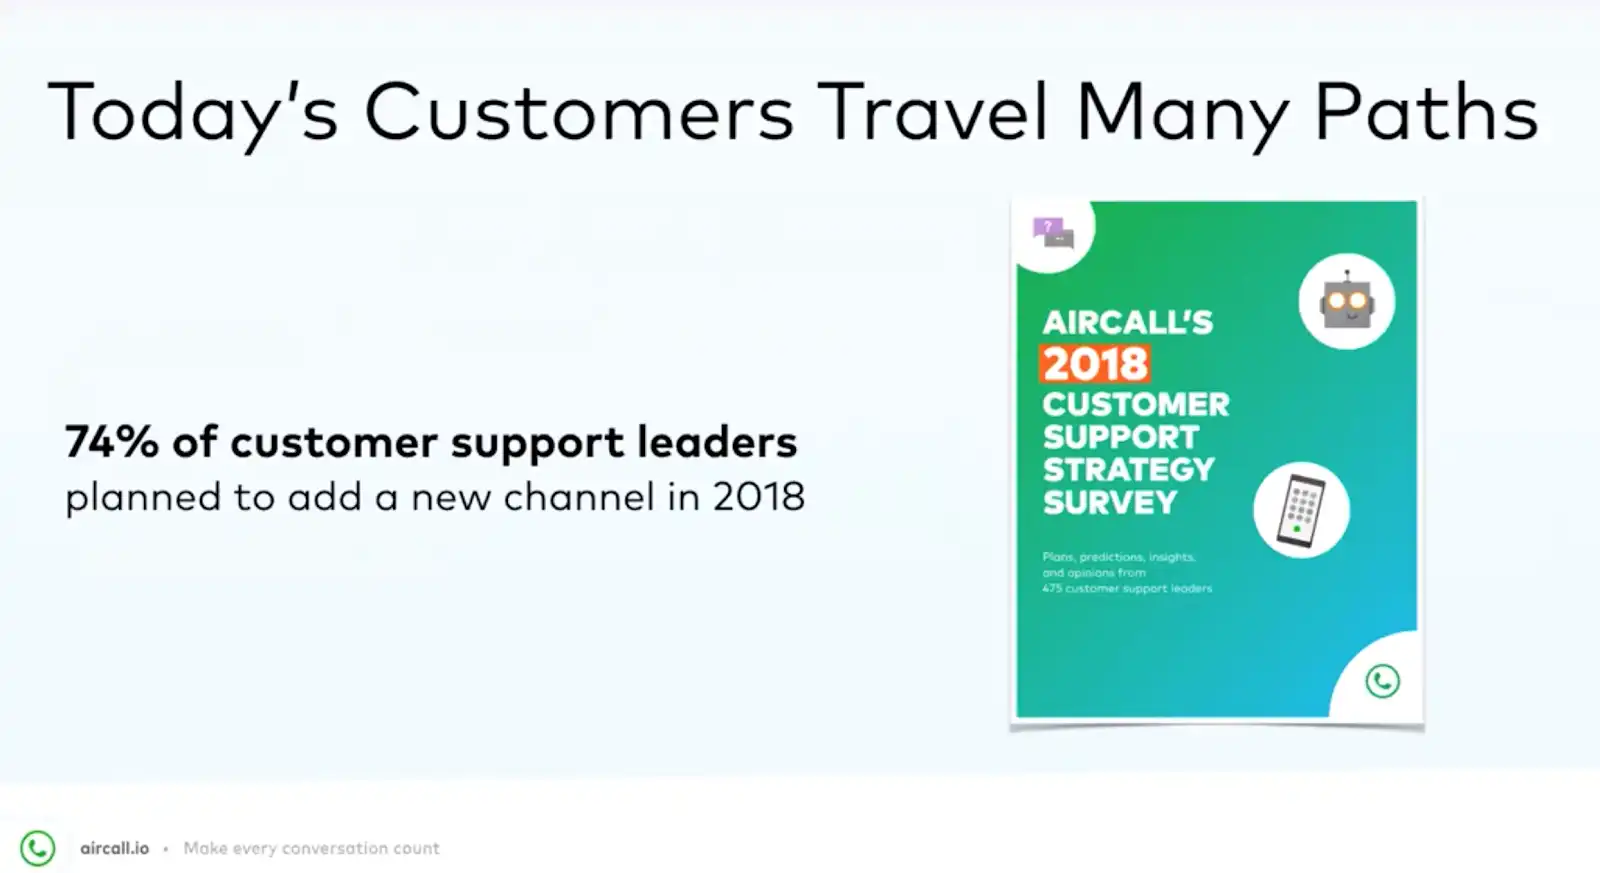 Today's Customers Travel Many Paths
74% of customer support leaders
planned to add a new channel in 2018
?
AIRCALL'S
2018
CUSTOMER
SUPPORT
STRATEGY
SURVEY
Plans, predictions, insights,
and opinions from
475 customer support leaders
aircall.io • Make every conversation count